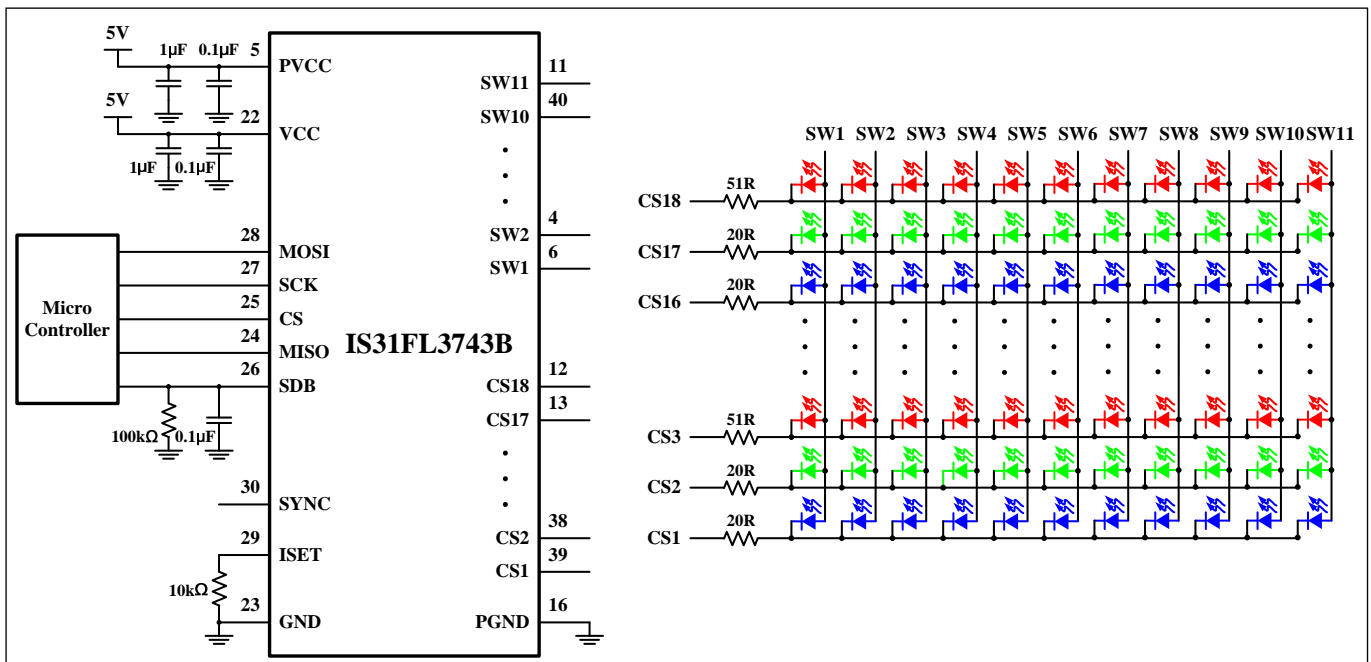 5V
1µF 0.1µF 5
PVCC
5V
22
VCC
1µF 0.1µF
Micro
Controller
28
MOSI
27
SCK
25
CS
24
MISO
26
SDB
100kΩ 0.1µF
30
SYNC
29
ISET
10kΩ
23
GND
IS31FL3743B
11
SW11
40
SW10
4
SW2
6
SW1
12
CS18
13
CS17
38
CS2
39
CS1
16
PGND
SW1 SW2 SW3 SW4 SW5 SW6 SW7 SW8 SW9 SW10 SW11
51R
CS18
20R
CS17
20R
CS16
51R
CS3
20R
CS2
20R
CS1